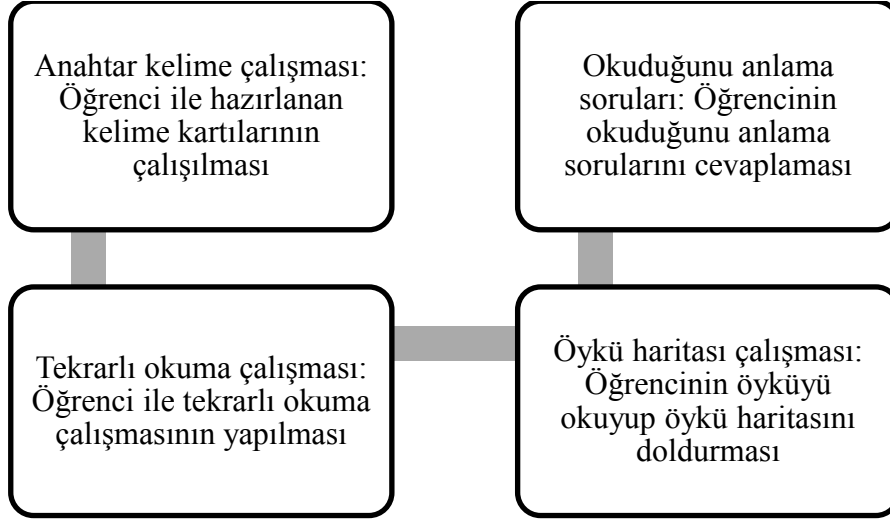 Anahtar kelime çalışması:
Öğrenci ile hazırlanan
kelime kartılarının
çalışılması
Tekrarlı okuma çalışması:
Öğrenci ile tekrarlı okuma
çalışmasının yapılması
Öykü haritası çalışması:
Öğrencinin öyküyü
okuyup öykü haritasını
doldurması
Okuduğunu anlama
soruları: Öğrencinin
okuduğunu anlama
sorularını cevaplaması